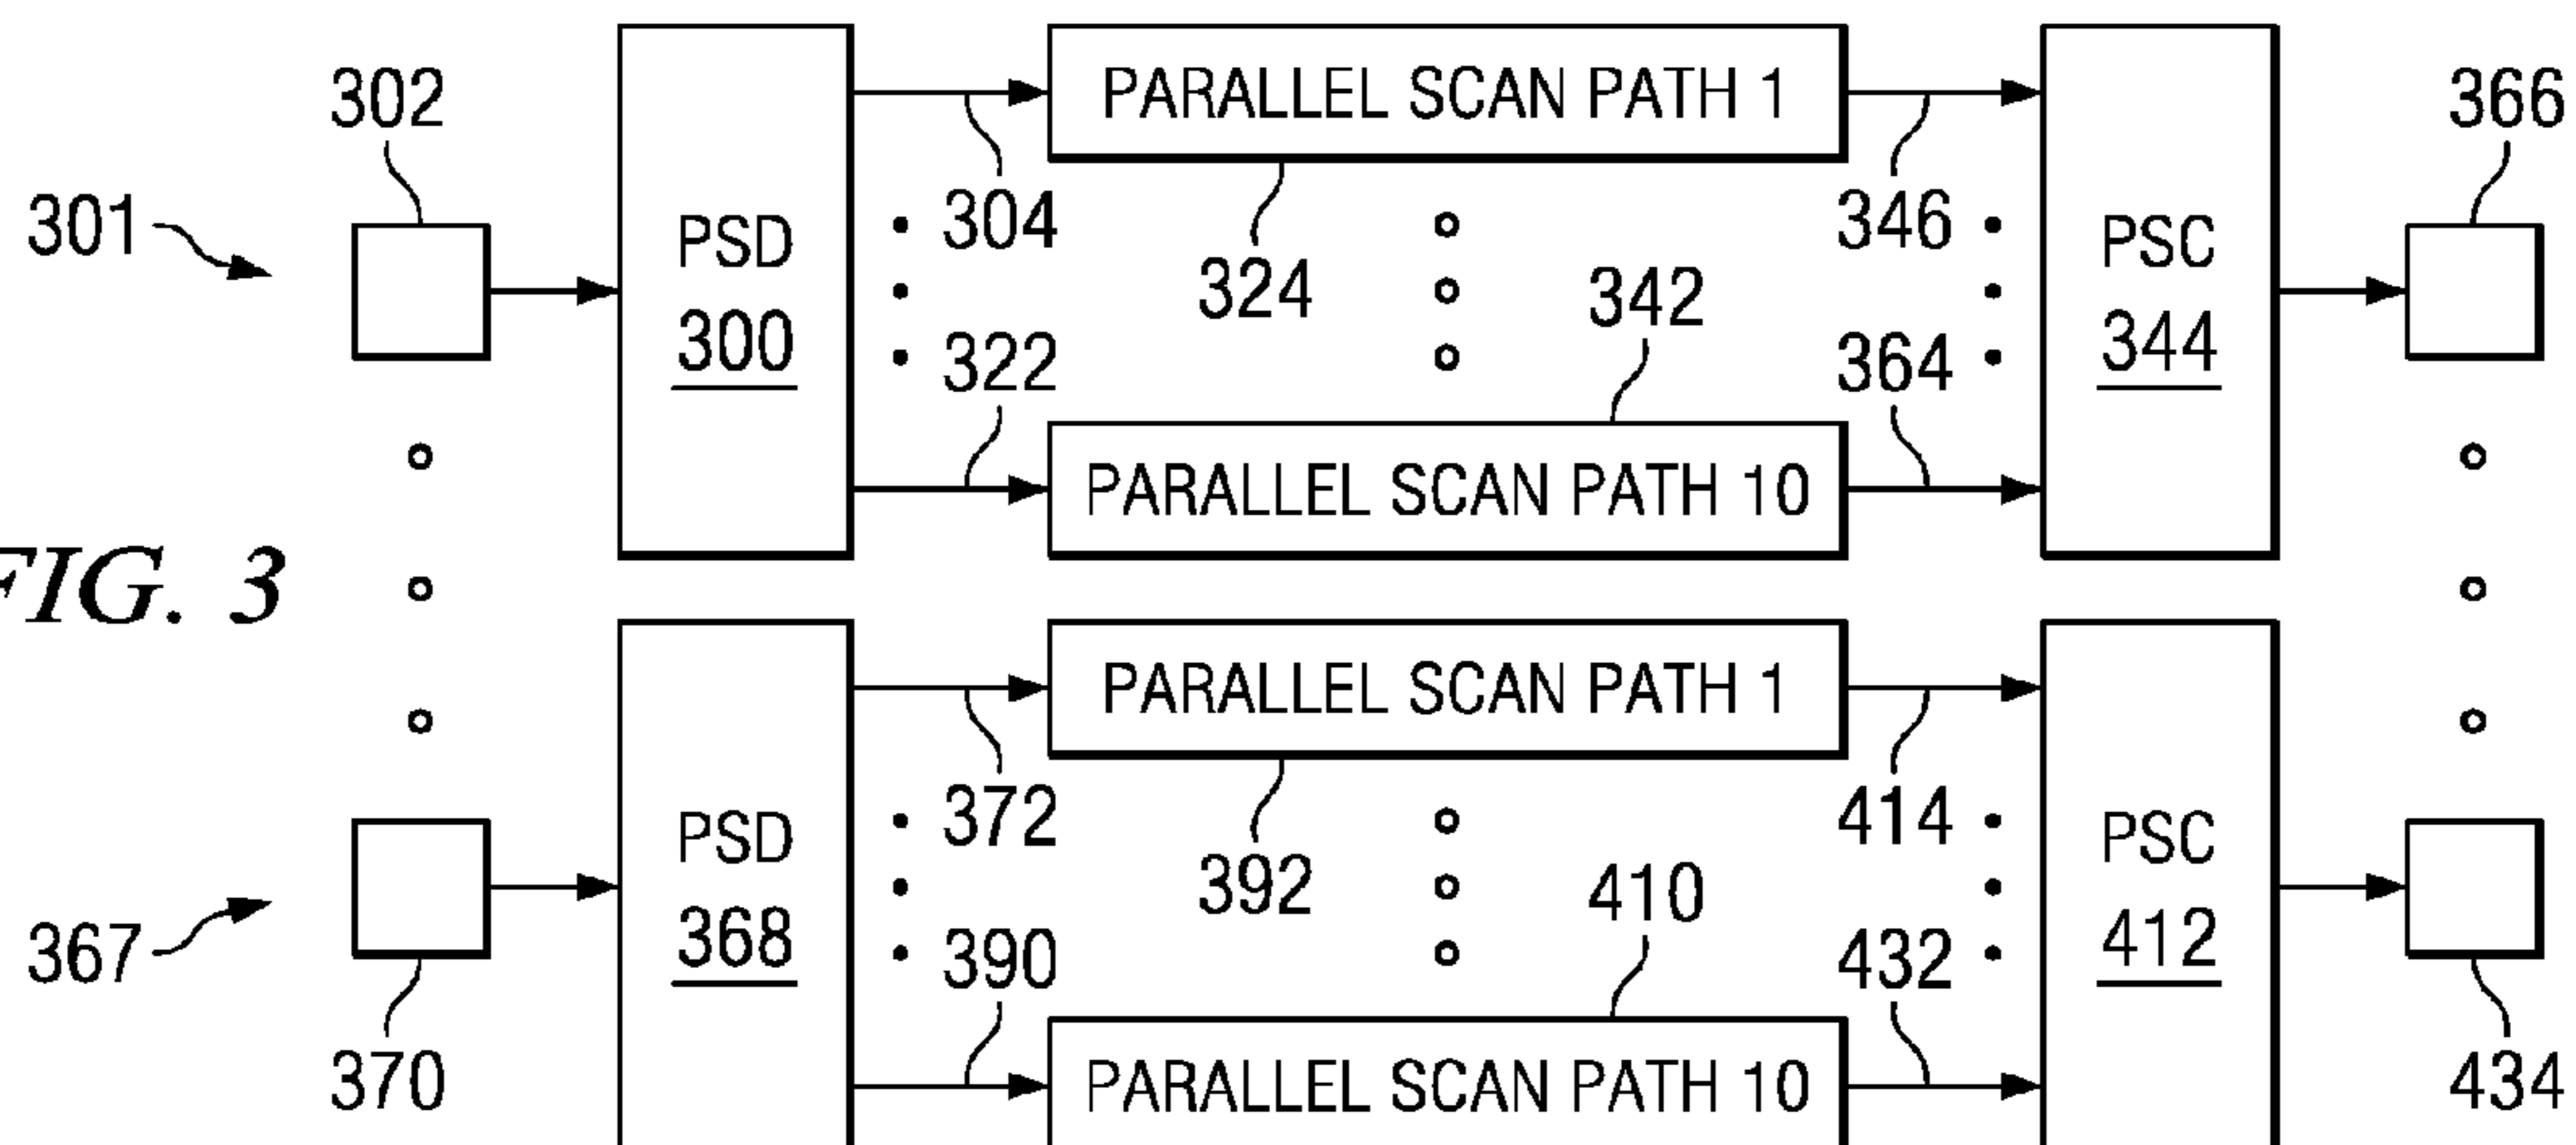 302
PARALLEL SCAN PATH 1
366
301
PSD
300
304
324
346
PSC
344
322
342
364
PARALLEL SCAN PATH 10
FIG. 3
PARALLEL SCAN PATH 1
367
370
PSD
368
372
392
414
PSC
412
390
410
432
PARALLEL SCAN PATH 10
434